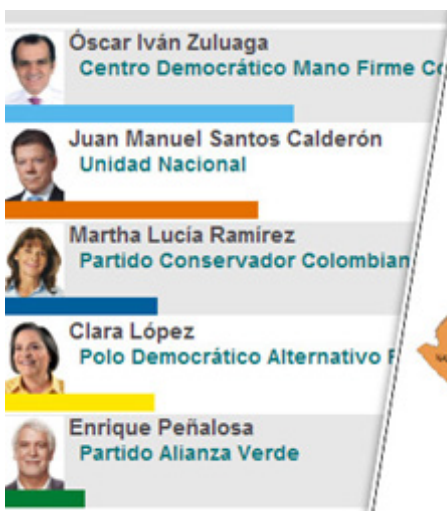 Óscar Iván Zuluaga
Centro Democrático Mano Firme
Juan Manuel Santos Calderón
Unidad Nacional
Martha Lucía Ramírez
Partido Conservador Colombian
Clara López
Polo Democrático Alternativo
Enrique Peñalosa
Partido Alianza Verde